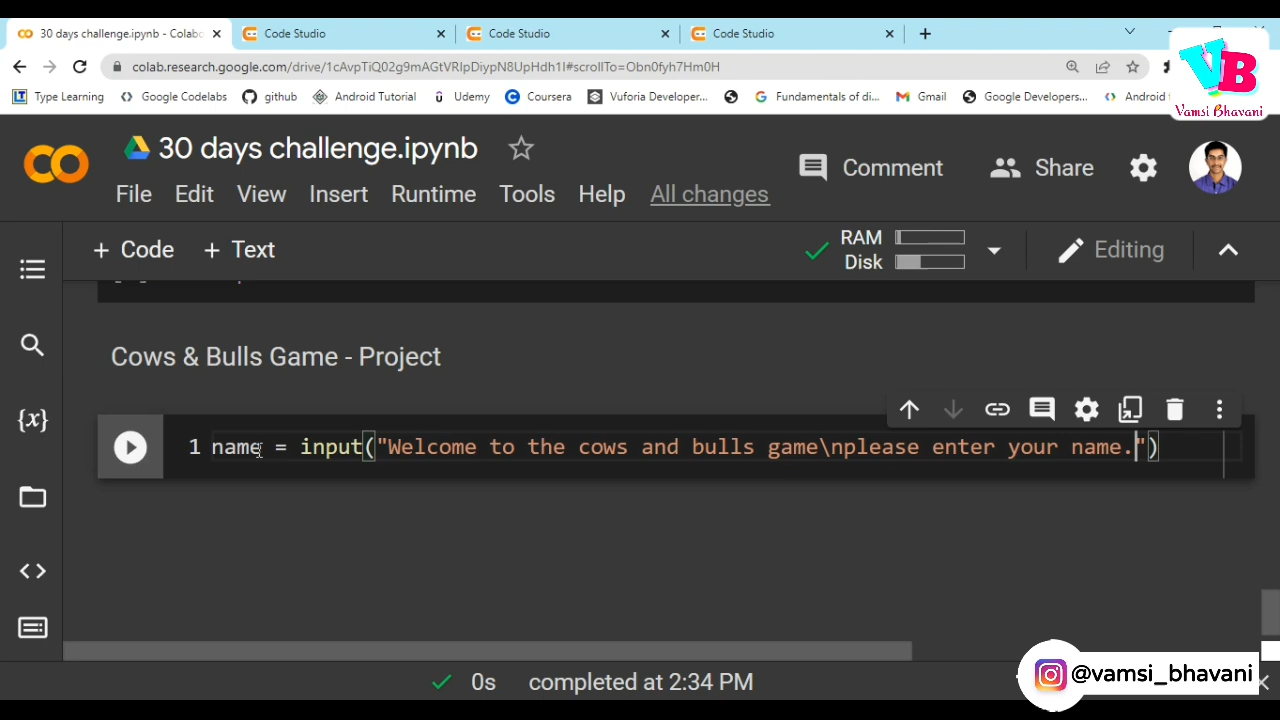 30 days challenge.ipynb - Colabo
Code Studio
Code Studio
Code Studio
colab.research.google.com/drive/1cAvpTiQ02g9mAGtVRlpDiypN9UpHdh1I#scrollTo=Obn0fyh7Hm0H
Type Learning
Google Codelabs
github
Android Tutorial
Udemy
Coursera
Vuforia Developer...
Fundamentals of di...
Gmail
Google Developers...
Android
VB
Vamsi Bhavani
30 days challenge.ipynb
Comment
Share
File Edit View Insert Runtime Tools Help All changes
+ Code + Text
RAM
Disk
Editing
Cows & Bulls Game - Project
1 name = input("Welcome to the cows and bulls game\nplease enter your name.")
0s completed at 2:34 PM
@vamsi_bhavani